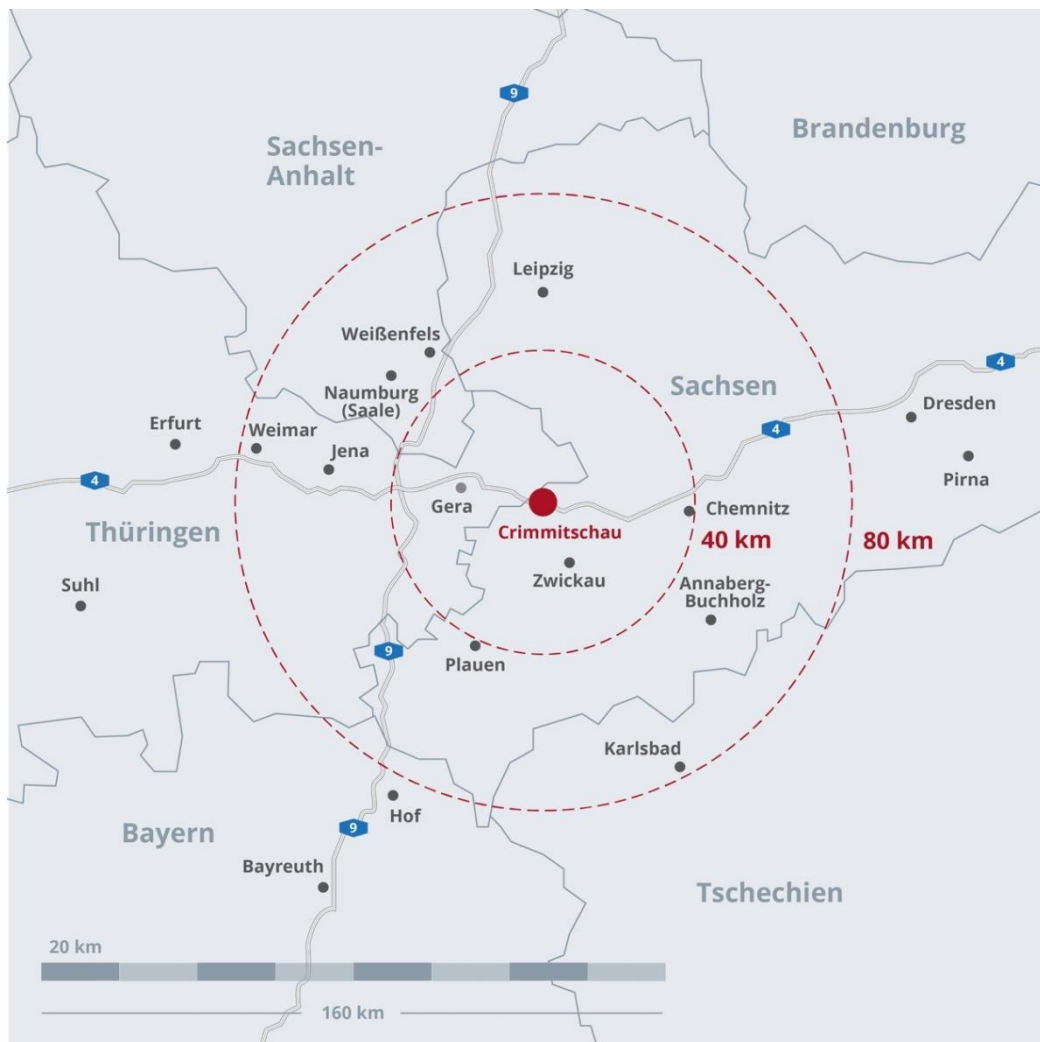 9
Brandenburg
Sachsen-
Anhalt
Leipzig
Weißenfels
Naumburg
(Saale)
Sachsen
4
Dresden
4
Erfurt
Weimar
Jena
Pirna
4
Gera
Chemnitz
Thüringen
Crimmitschau
40 km
80 km
Zwickau
Annaberg-
Buchholz
Suhl
9
Plauen
Karlsbad
Hof
Bayern
9
Bayreuth
Tschechien
20 km
160 km